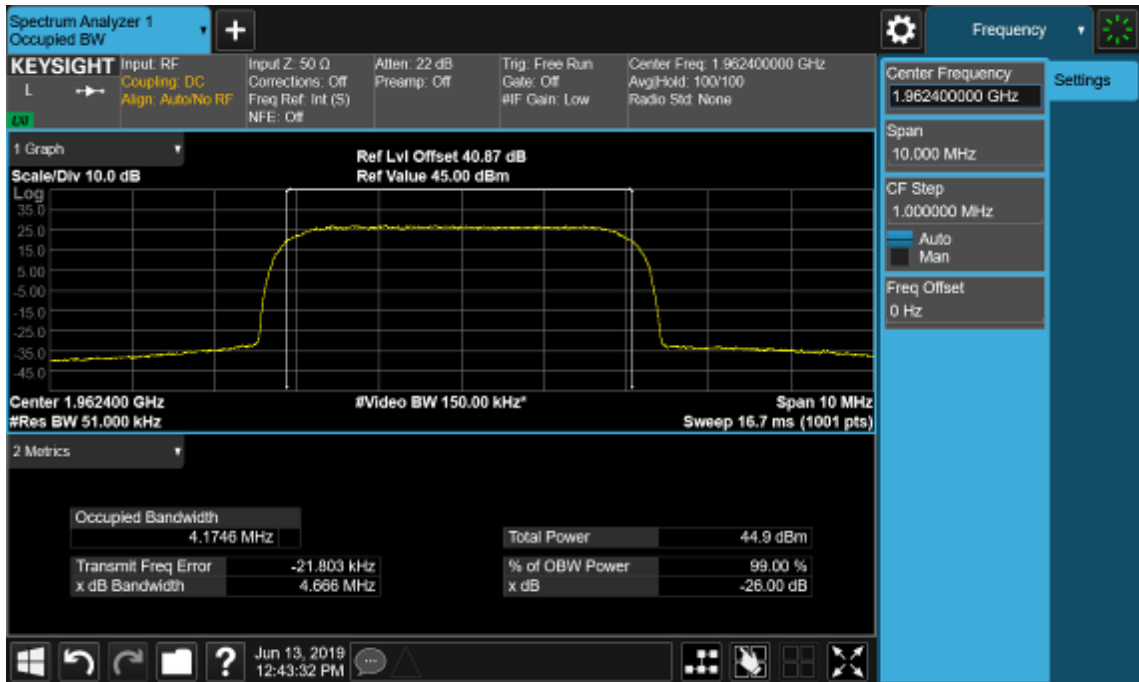 Spectrum Analyzer 1
Occupied BW
+
Frequency
KEYSIGHT
L
LXI
Input: RF
Coupling: DC
Align: Auto/No RF
Input Z: 50 Ω
Corrections: Off
Freq Ref: Int (S)
NFE: Off
Atten: 22 dB
Preamp: Off
Trig: Free Run
Gate: Off
#IF Gain: Low
Center Freq: 1.962400000 GHz
Avg|Hold: 100/100
Radio Std: None
Center Frequency
1.962400000 GHz
Settings
Span
10.000 MHz
CF Step
1.000000 MHz
Auto
Man
Freq Offset
0 Hz
1 Graph
Scale/Div 10.0 dB
Ref Lvl Offset 40.87 dB
Ref Value 45.00 dBm
Log
35.0
25.0
15.0
5.00
-5.00
-15.0
-25.0
-35.0
-45.0
Center 1.962400 GHz
#Res BW 51.000 kHz
#Video BW 150.00 kHz*
Span 10 MHz
Sweep 16.7 ms (1001 pts)
2 Metrics
Occupied Bandwidth
4.1746 MHz
Total Power 44.9 dBm
Transmit Freq Error -21.803 kHz
% of OBW Power 99.00 %
x dB Bandwidth 4.666 MHz
x dB -26.00 dB
?
Jun 13, 2019
12:43:32 PM